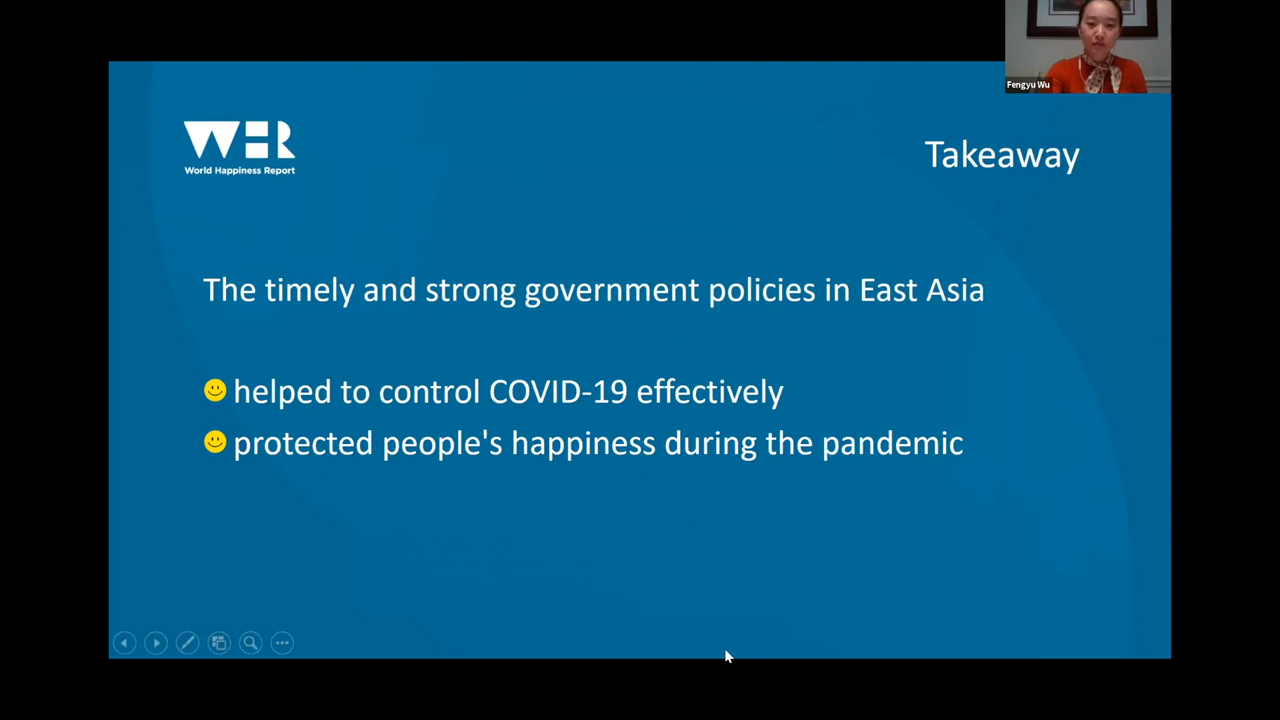 Fengyu Wu
WHR
World Happiness Report
Takeaway
The timely and strong government policies in East Asia
helped to control COVID-19 effectively
protected people's happiness during the pandemic